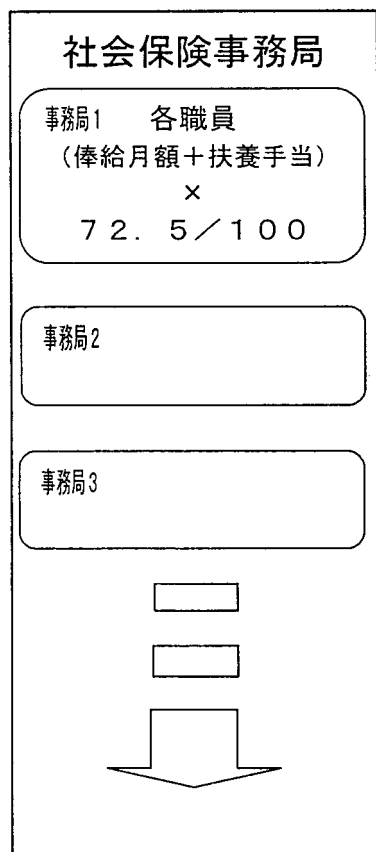 社会保険事務局
事務局1 各職員
(俸給月額+扶養手当)
×
72.5/100
事務局2
事務局3